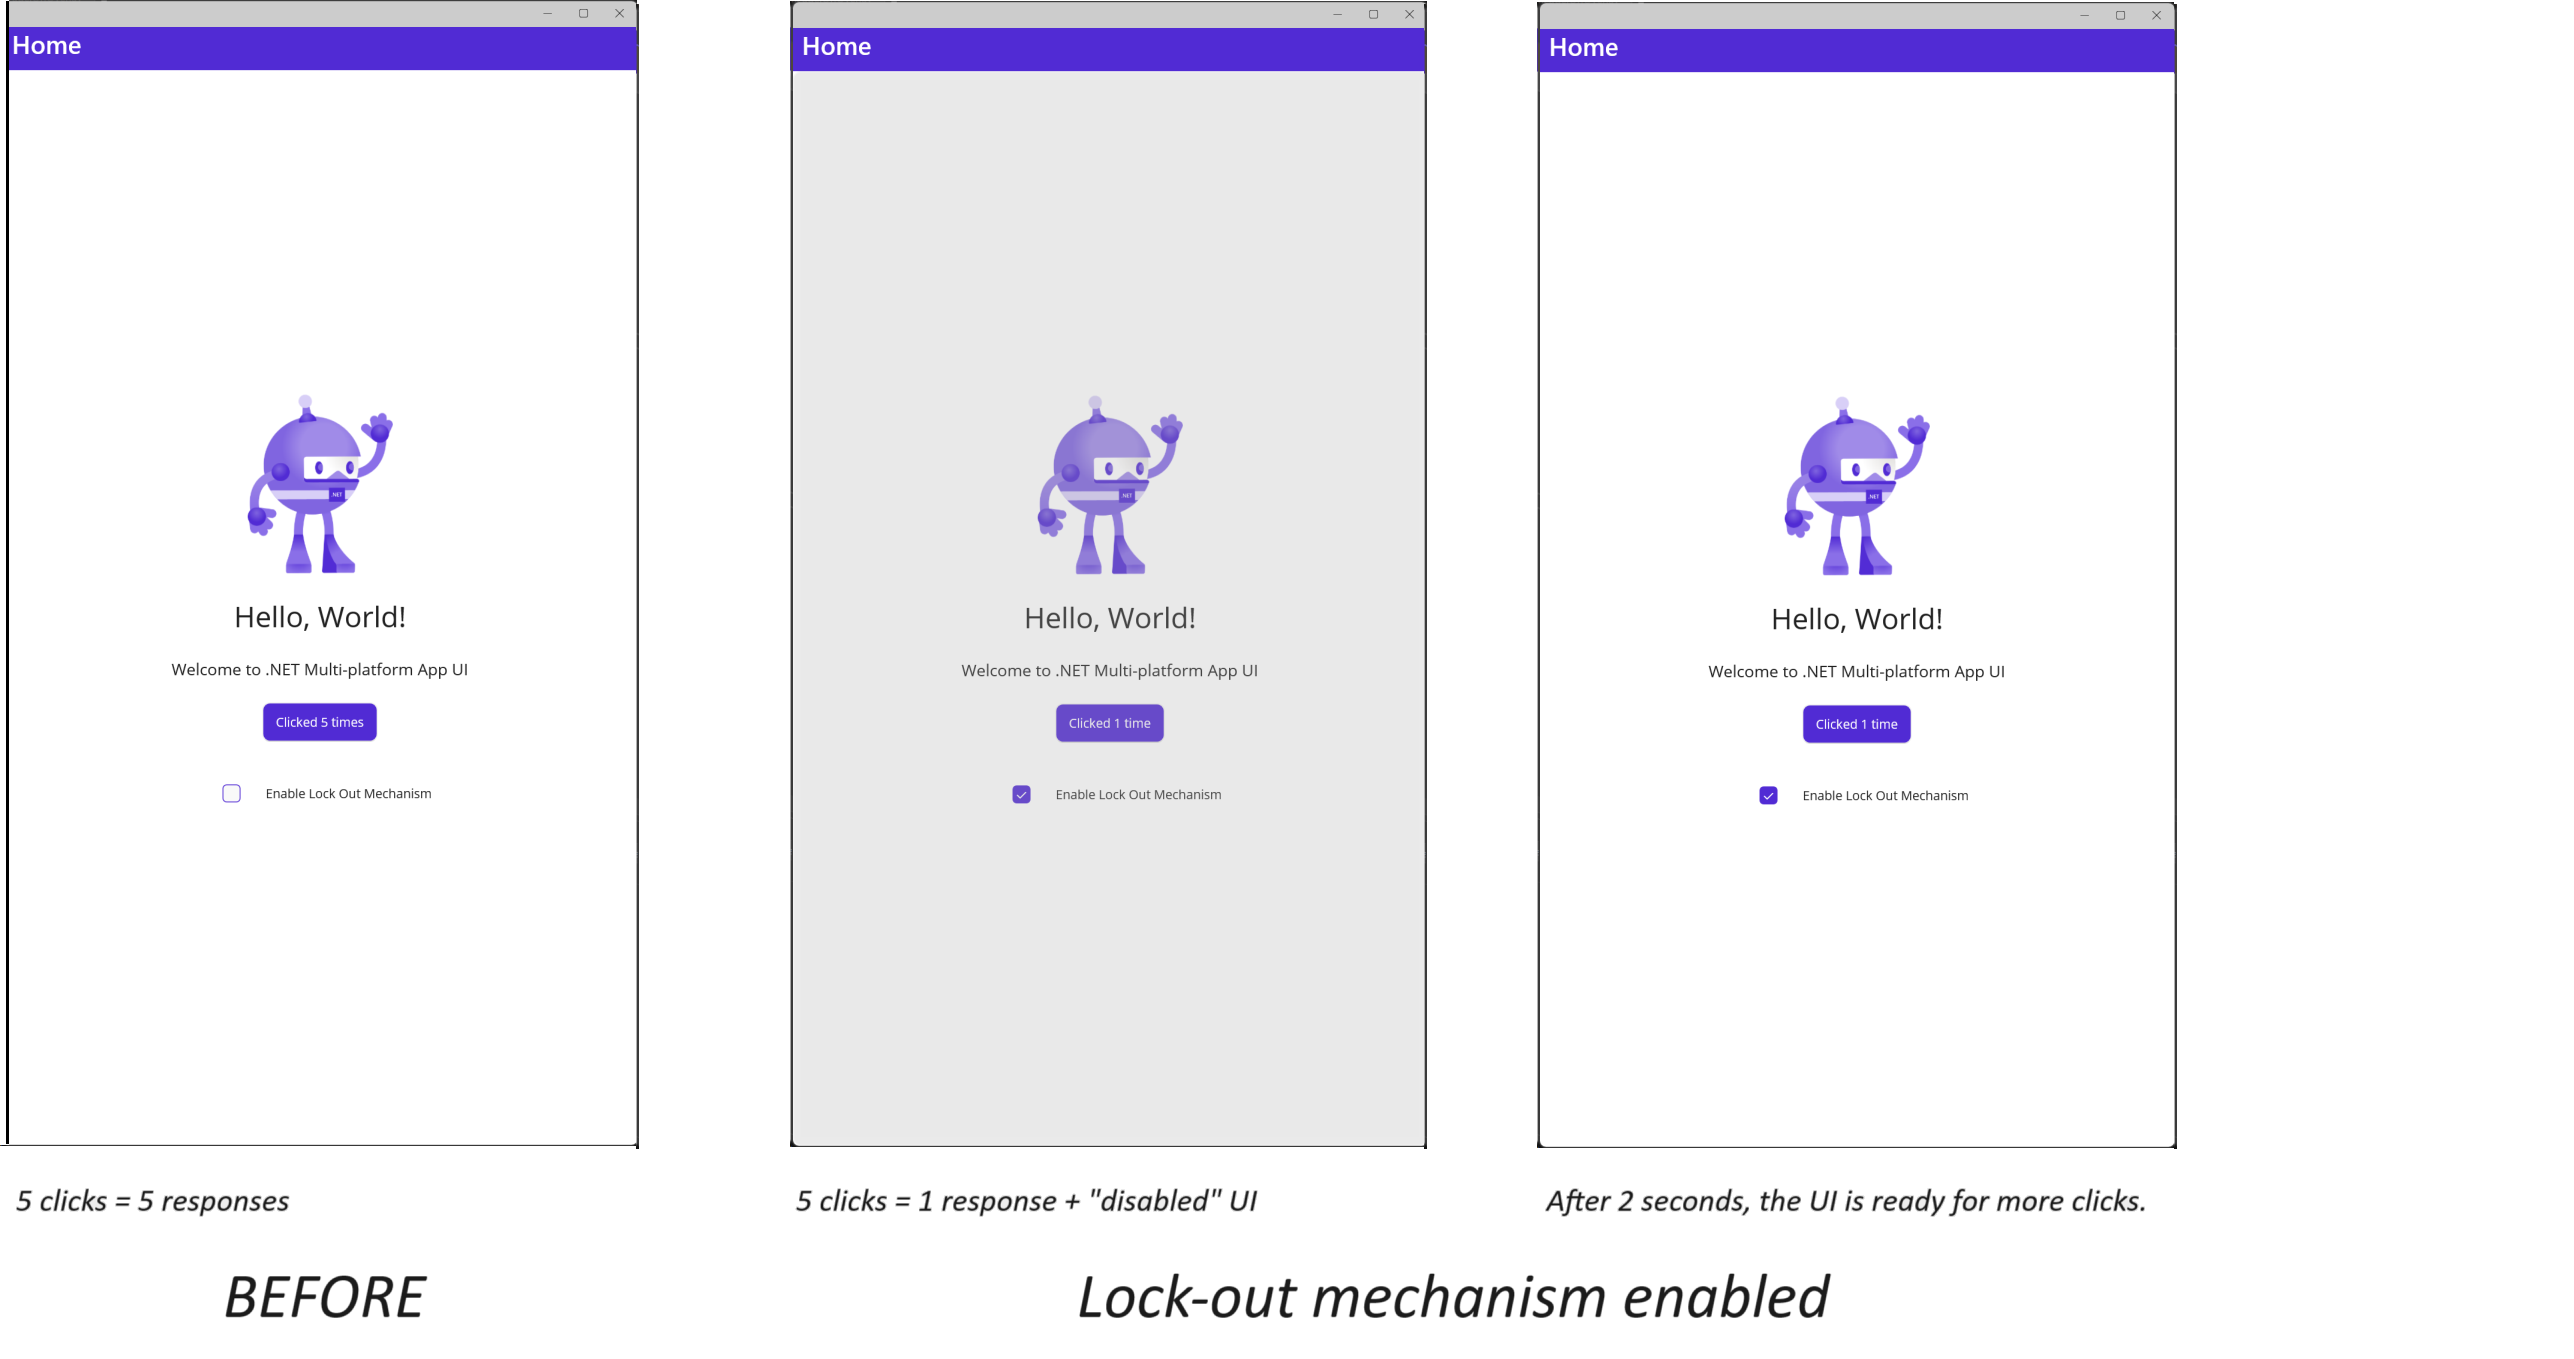 Home
.NET
Hello, World!
Welcome to .NET Multi-platform App UI
Clicked 5 times
Enable Lock Out Mechanism
5 clicks = 5 responses
BEFORE
Home
.NET
Hello, World!
Welcome to .NET Multi-platform App UI
Clicked 1 time
Enable Lock Out Mechanism
5 clicks = 1 response + "disabled" UI
Home
.NET
Hello, World!
Welcome to .NET Multi-platform App UI
Clicked 1 time
Enable Lock Out Mechanism
After 2 seconds, the UI is ready for more clicks.
Lock-out mechanism enabled